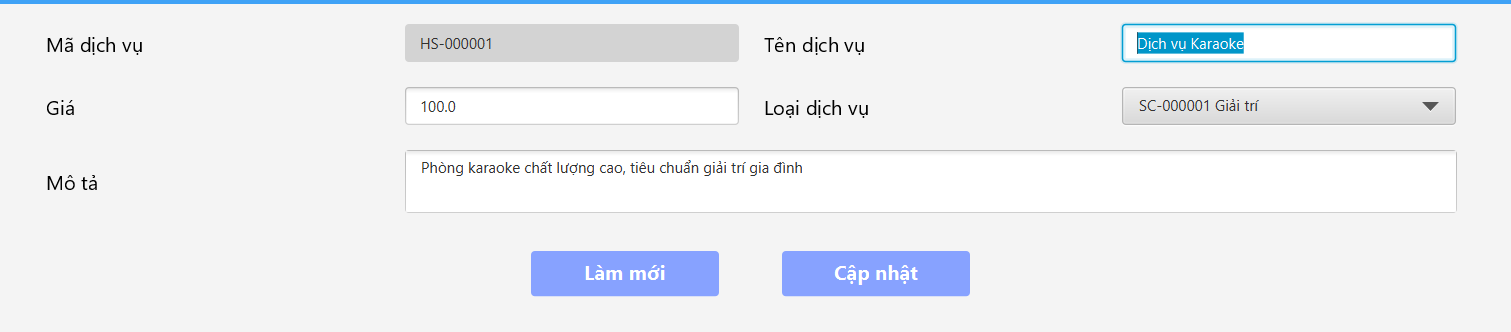 Mã dịch vụ
HS-000001
Tên dịch vụ
Dịch vụ Karaoke
Giá
100.0
Loại dịch vụ
SC-000001 Giải trí
Mô tả
Phòng karaoke chất lượng cao, tiêu chuẩn giải trí gia đình
Làm mới
Cập nhật